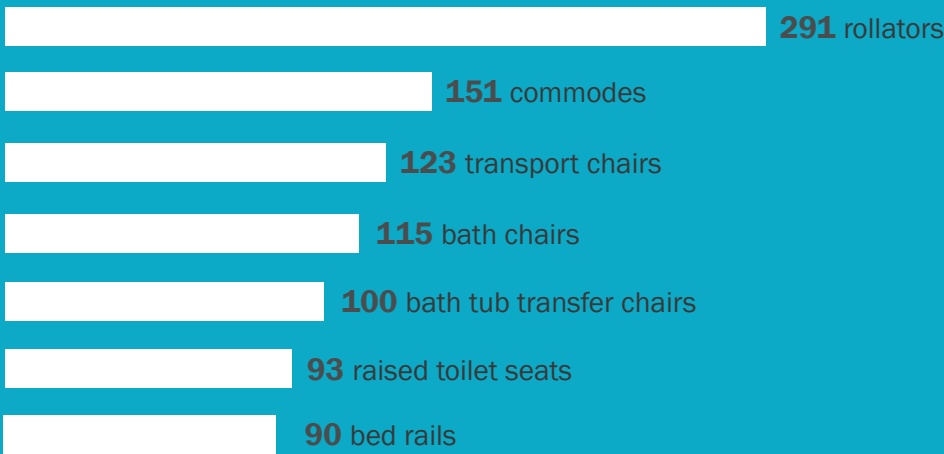 291 rollators
151 commodes
123 transport chairs
115 bath chairs
100 bath tub transfer chairs
93 raised toilet seats
90 bed rails